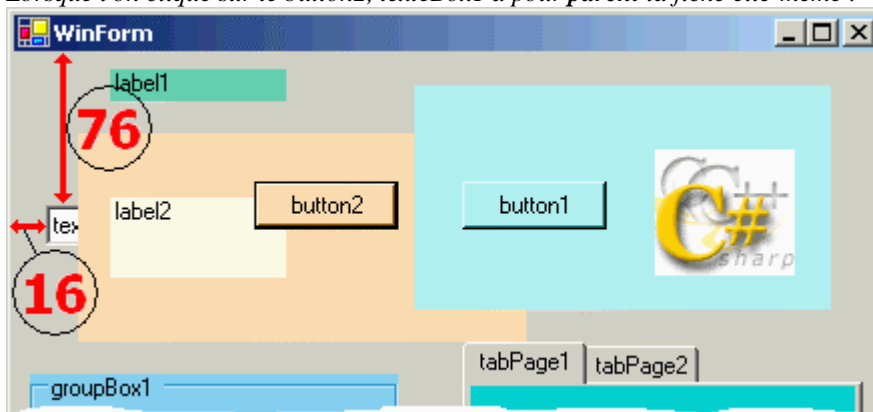 Lorsque l'on clique sur le button2, textBox1 a pour parent la fiche elle-même :
WinForm
label1
76
label2
button2
button1
tex
16
C++
C#
sharp
tabPage1
tabPage2
groupBox1